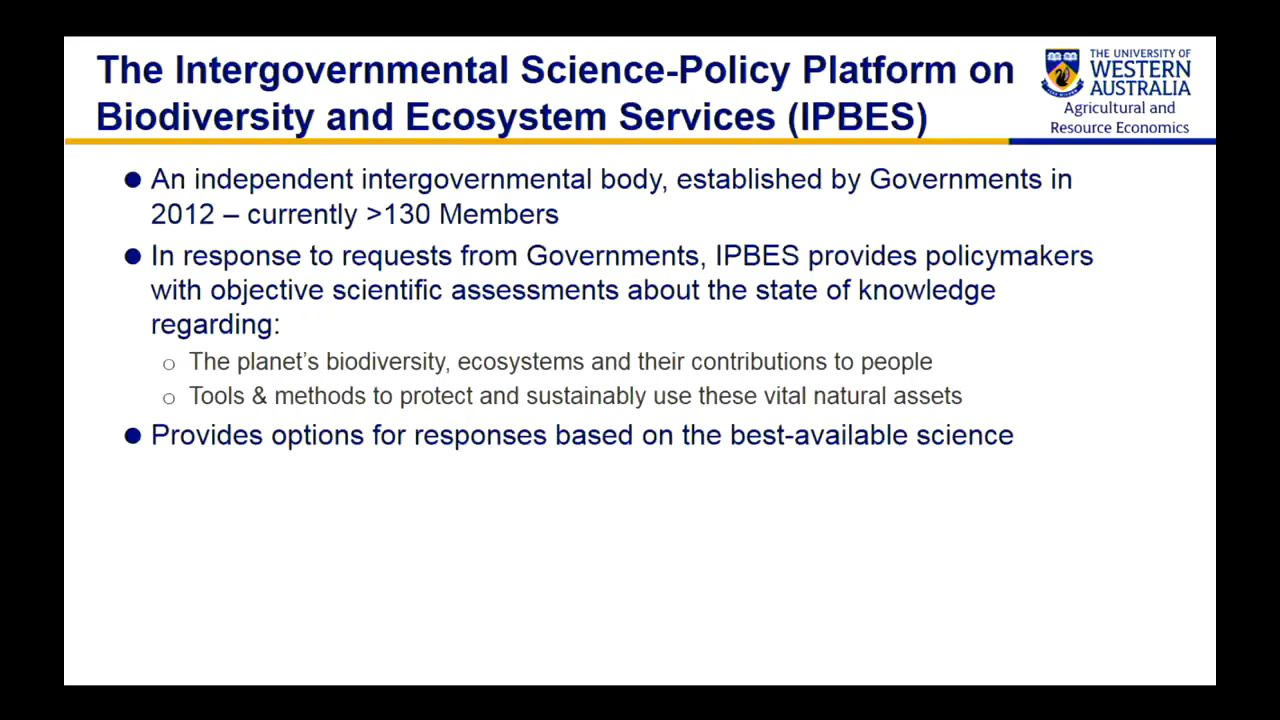 The Intergovernmental Science-Policy Platform on
Biodiversity and Ecosystem Services (IPBES)
THE UNIVERSITY OF
WESTERN
AUSTRALIA
Agricultural and
Resource Economics
● An independent intergovernmental body, established by Governments in
2012 – currently >130 Members
● In response to requests from Governments, IPBES provides policymakers
with objective scientific assessments about the state of knowledge
regarding:
○ The planet's biodiversity, ecosystems and their contributions to people
○ Tools & methods to protect and sustainably use these vital natural assets
● Provides options for responses based on the best-available science